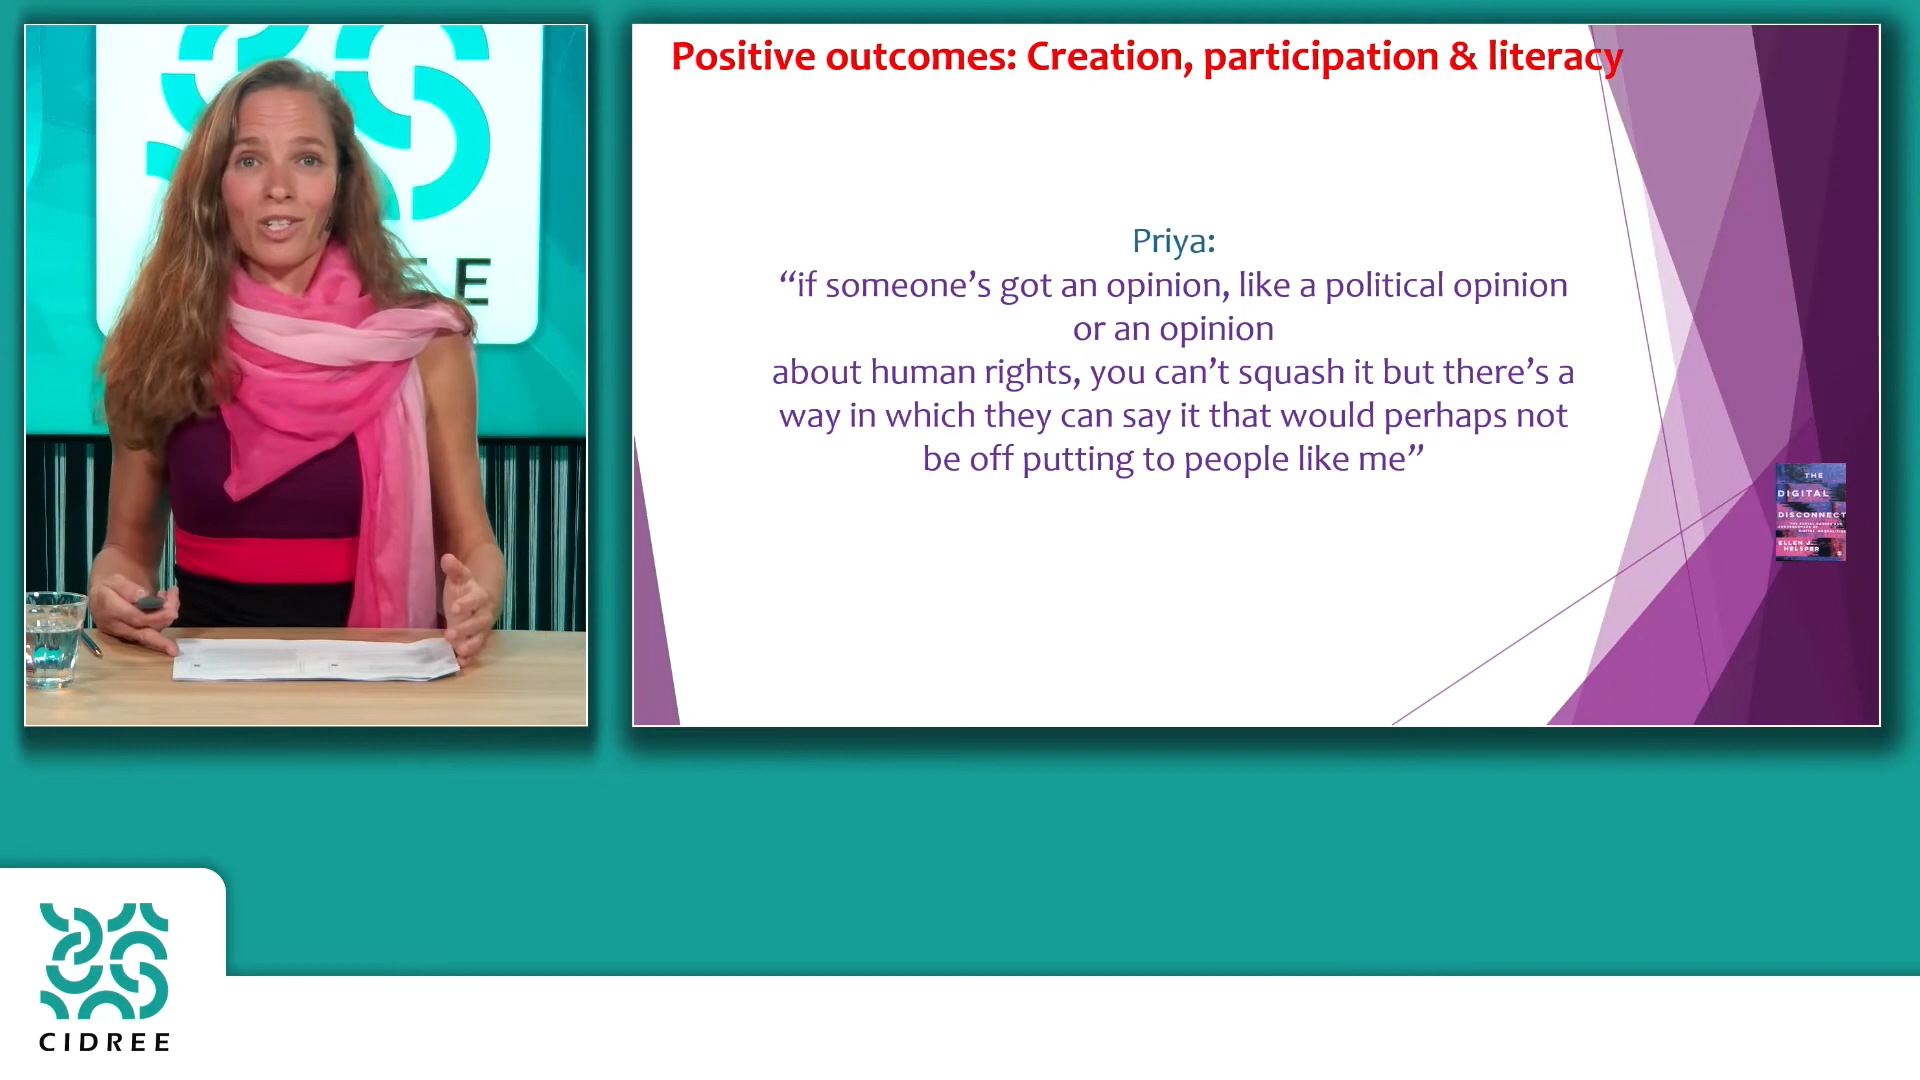 Positive outcomes: Creation, participation & literacy
Priya:
“if someone’s got an opinion, like a political opinion
or an opinion
about human rights, you can’t squash it but there’s a
way in which they can say it that would perhaps not
be off putting to people like me”
THE
DIGITAL
DISCONNECT
ELLEN J.
HELSPER
E
CIDREE